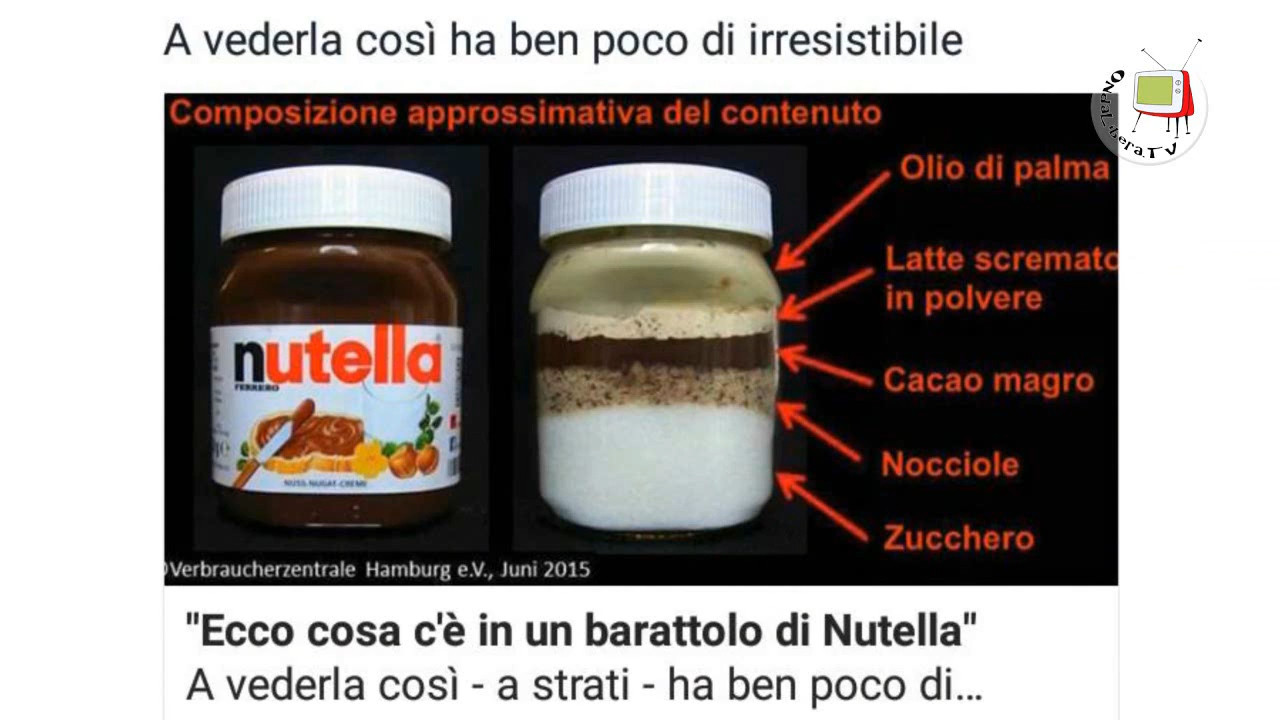 A vederla così ha ben poco di irresistibile
OndaLiberaTV
Composizione approssimativa del contenuto
Olio di palma
Latte scremato
in polvere
Cacao magro
Nocciole
Zucchero
nutella
FERRERO
NUSS-NUGAT-CREME
Verbraucherzentrale Hamburg e.V., Juni 2015
"Ecco cosa c'è in un barattolo di Nutella"
A vederla così - a strati - ha ben poco di...